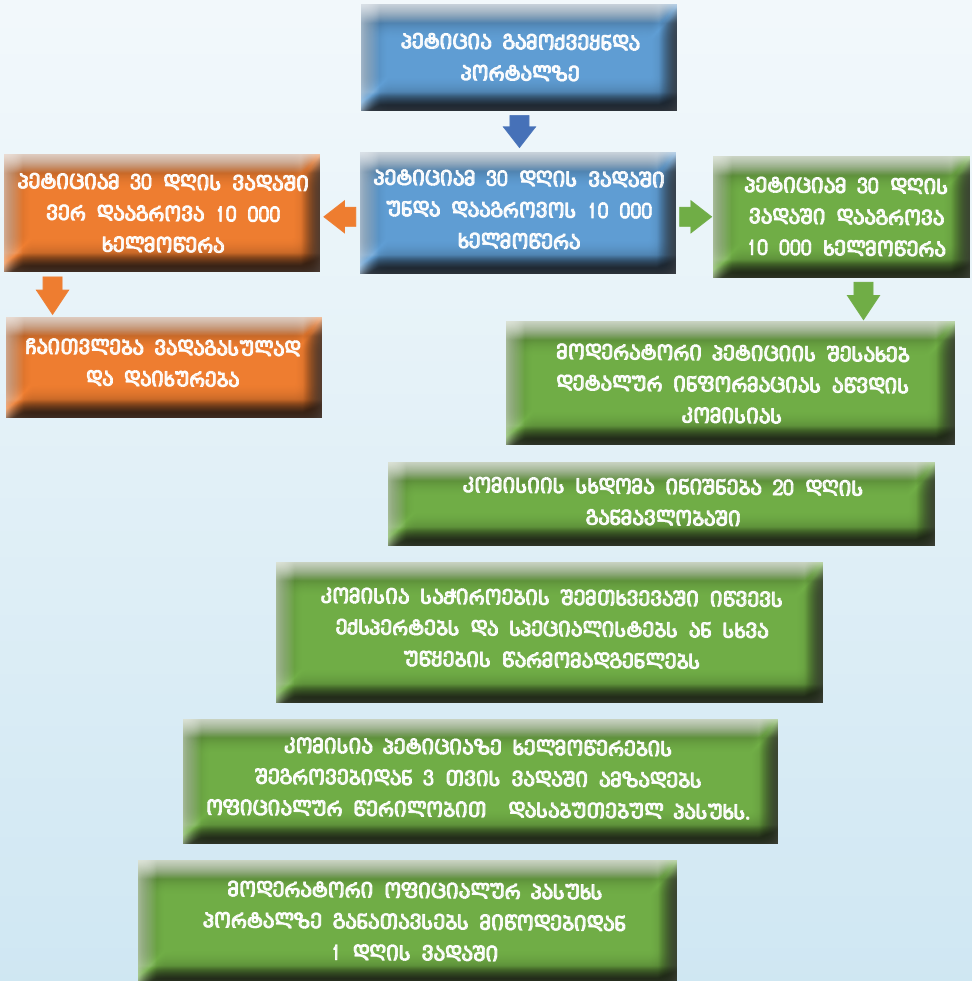 პეტიცია გამოქვეყნდა
პორტალზე
პეტიციამ 30 დღის ვადაში
ვერ დააგროვა 10 000
ხელმოწერა
პეტიციამ 30 დღის ვადაში
უნდა დააგროვოს 10 000
ხელმოწერა
პეტიციამ 30 დღის
ვადაში დააგროვა
10 000 ხელმოწერა
ჩაითვლება ვადაგასულად
და დაიხურება
მოდერატორი პეტიციის შესახებ
დეტალურ ინფორმაციას აწვდის
კომისიას
კომისიის სხდომა ინიშნება 20 დღის
განმავლობაში
კომისია საჭიროების შემთხვევაში იწვევს
ექსპერტებს და სპეციალისტებს ან სხვა
უწყების წარმომადგენლებს
კომისია პეტიციაზე ხელმოწერების
შეგროვებიდან 3 თვის ვადაში ამზადებს
ოფიციალურ წერილობით დასაბუთებულ პასუხს.
მოდერატორი ოფიციალურ პასუხს
პორტალზე განათავსებს მიწოდებიდან
1 დღის ვადაში